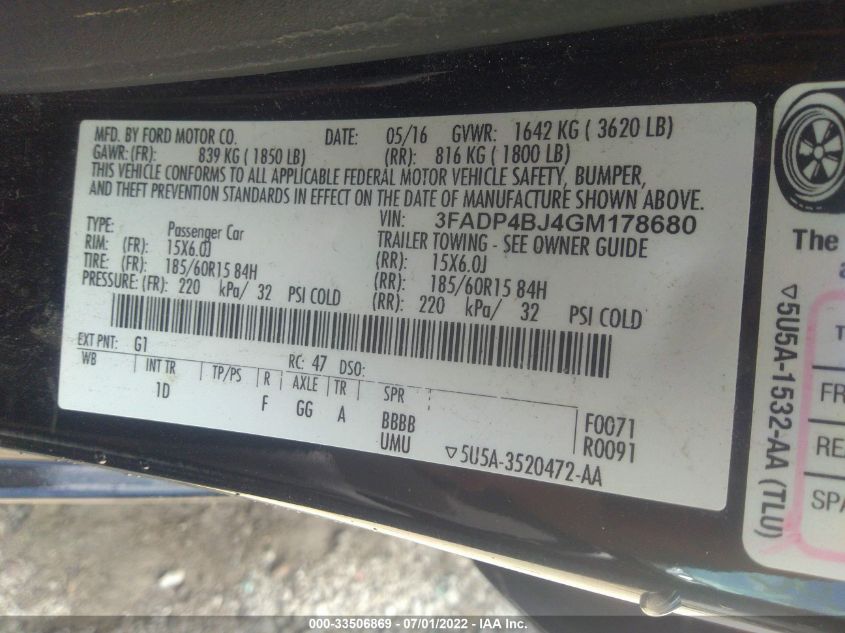 MFD. BY FORD MOTOR CO. DATE: 05/16 GVWR: 1642 KG ( 3620 LB)
GAWR: (FR): 839 KG ( 1850 LB) (RR): 816 KG ( 1800 LB)
THIS VEHICLE CONFORMS TO ALL APPLICABLE FEDERAL MOTOR VEHICLE SAFETY, BUMPER,
AND THEFT PREVENTION STANDARDS IN EFFECT ON THE DATE OF MANUFACTURE SHOWN ABOVE.
VIN: 3FADP4BJ4GM178680
TYPE: Passenger Car TRAILER TOWING - SEE OWNER GUIDE
RIM: (FR): 15X6.0J (RR): 15X6.0J
TIRE: (FR): 185/60R15 84H (RR): 185/60R15 84H
PRESSURE: (FR): 220 kPa/ 32 PSI COLD (RR): 220 kPa/ 32 PSI COLD
EXT PNT: G1 RC: 47 DSO:
WB INT TR TP/PS R AXLE TR SPR
1D F GG A BBBB F0071
UMU R0091
▽5U5A-3520472-AA
The
T
FR
RE
SPA
▽5U5A-1532-AA (TLU)
000-33506869 - 07/01/2022 - IAAI, Inc.